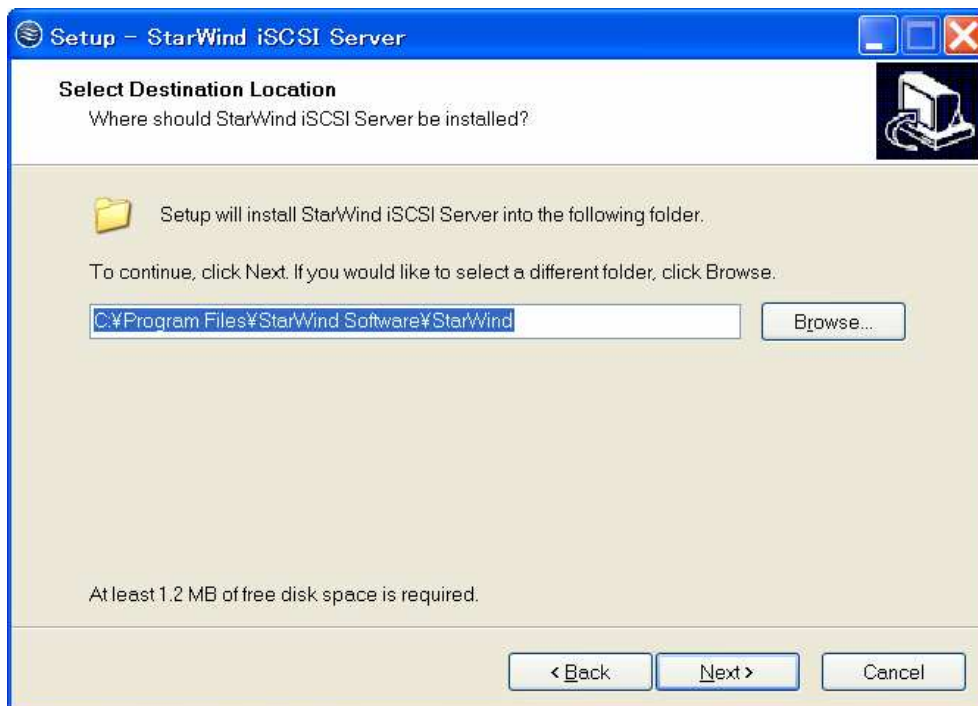 Setup - StarWind iSCSI Server
Select Destination Location
Where should StarWind iSCSI Server be installed?
Setup will install StarWind iSCSI Server into the following folder.
To continue, click Next. If you would like to select a different folder, click Browse.
C:¥Program Files¥StarWind Software¥StarWind
Browse...
At least 1.2 MB of free disk space is required.
< Back
Next >
Cancel